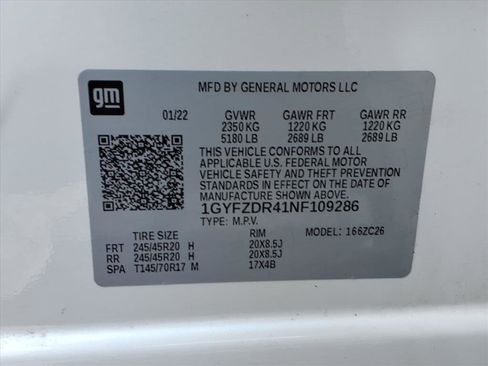 gm
MFD BY GENERAL MOTORS LLC
01/22 GVWR GAWR FRT GAWR RR
2350 KG 1220 KG 1220 KG
5180 LB 2689 LB 2689 LB
THIS VEHICLE CONFORMS TO ALL
APPLICABLE U.S. FEDERAL MOTOR
VEHICLE SAFETY AND THEFT PREVENTION
STANDARDS IN EFFECT ON THE DATE OF
MANUFACTURE SHOWN ABOVE.
1GYFZDR41NF109286
TYPE: M.P.V.
MODEL: 166ZC26
TIRE SIZE RIM
FRT 245/45R20 H 20X8.5J
RR 245/45R20 H 20X8.5J
SPA T145/70R17 M 17X4B